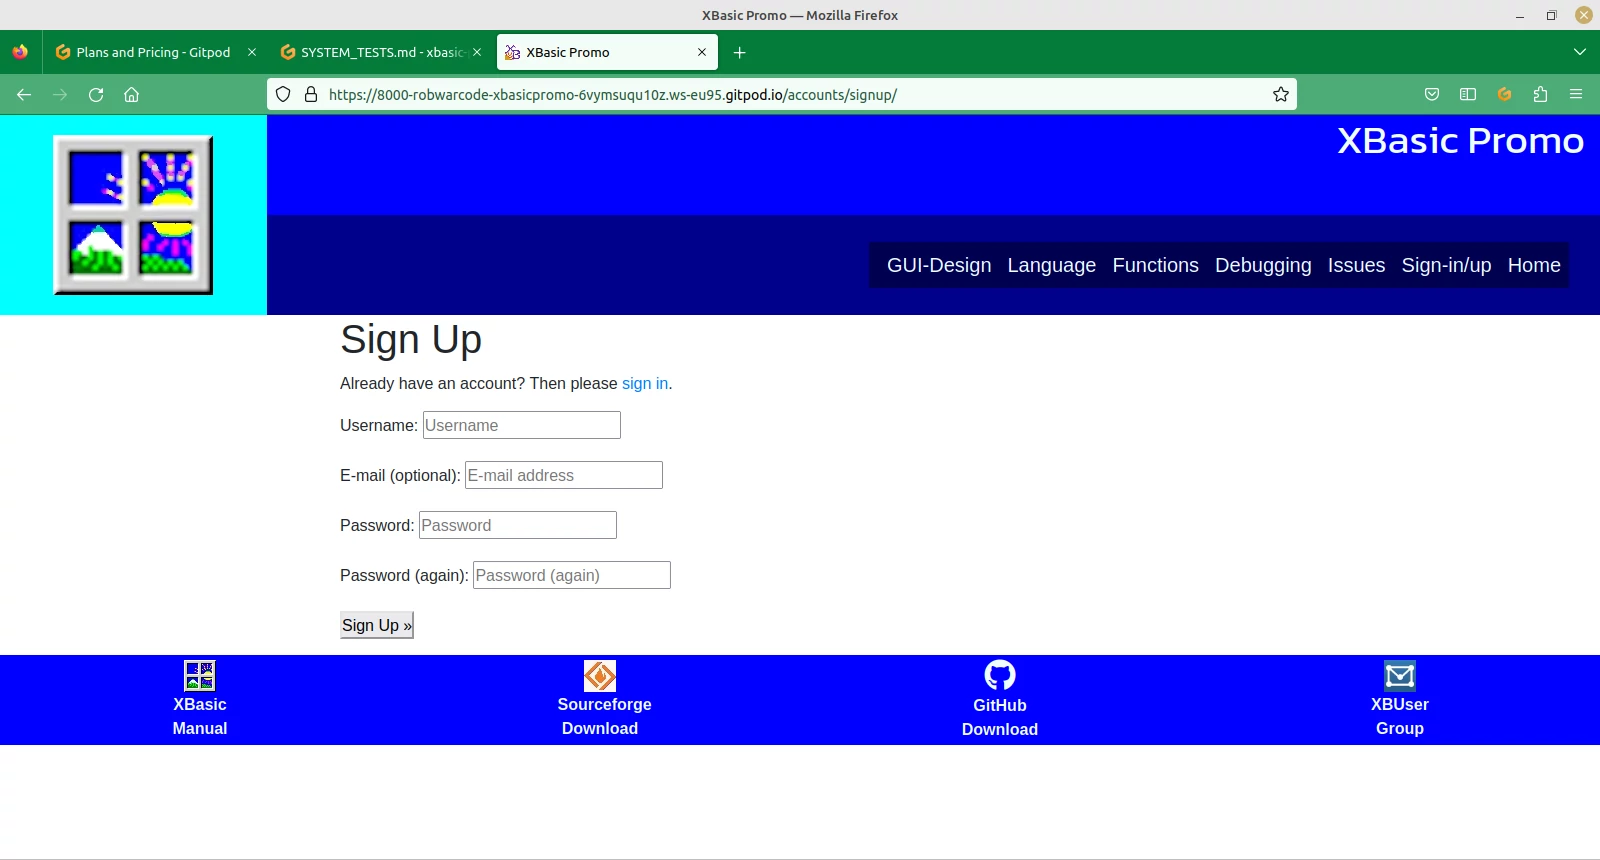 XBasic Promo — Mozilla Firefox
Plans and Pricing - Gitpod
SYSTEM_TESTS.md - xbasic-
XBasic Promo
https://8000-robwarcode-xbasicpromo-6vymsuqu10z.ws-eu95.gitpod.io/accounts/signup/
XBasic Promo
GUI-Design Language Functions Debugging Issues Sign-in/up Home
Sign Up
Already have an account? Then please sign in.
Username: Username
E-mail (optional): E-mail address
Password: Password
Password (again): Password (again)
Sign Up »
XBasic
Manual
Sourceforge
Download
GitHub
Download
XBUser
Group